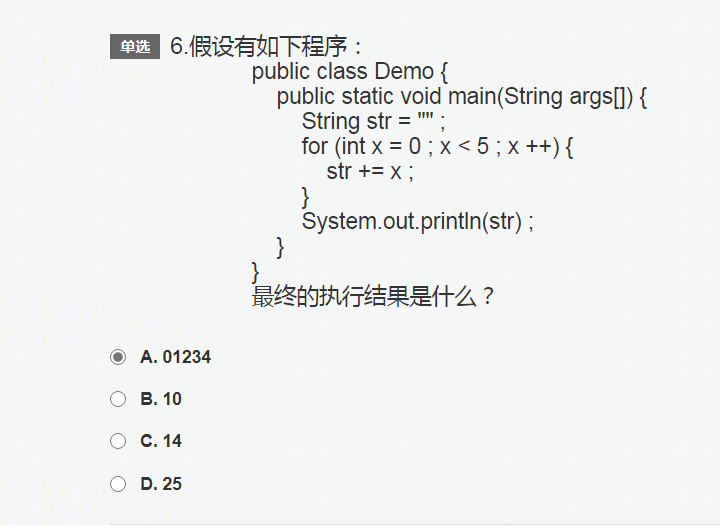 单选 6.假设有如下程序：
public class Demo {
public static void main(String args[]) {
String str = "" ;
for (int x = 0 ; x < 5 ; x ++) {
str += x ;
}
System.out.println(str) ;
}
}
最终的执行结果是什么？
A. 01234
B. 10
C. 14
D. 25